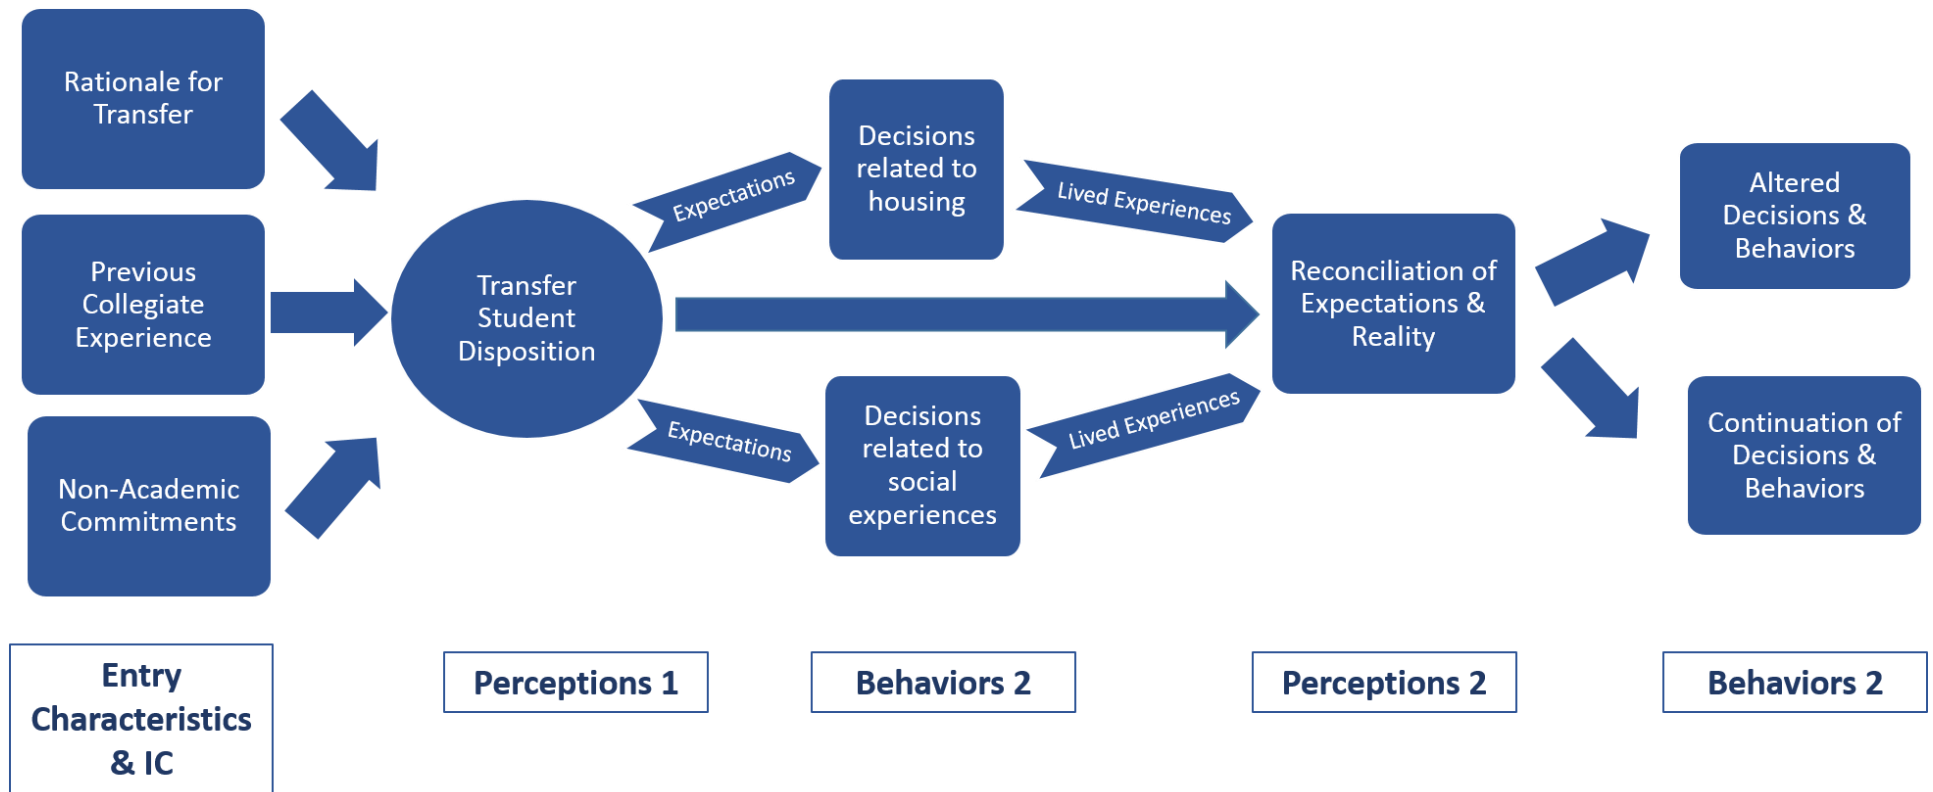 Rationale for
Transfer
Previous
Collegiate
Experience
Non-Academic
Commitments
Transfer
Student
Disposition
Expectations
Expectations
Decisions
related to
housing
Decisions
related to
social
experiences
Lived Experiences
Lived Experiences
Reconciliation of
Expectations &
Reality
Altered
Decisions &
Behaviors
Continuation of
Decisions &
Behaviors
Entry
Characteristics
& IC
Perceptions 1
Behaviors 2
Perceptions 2
Behaviors 2